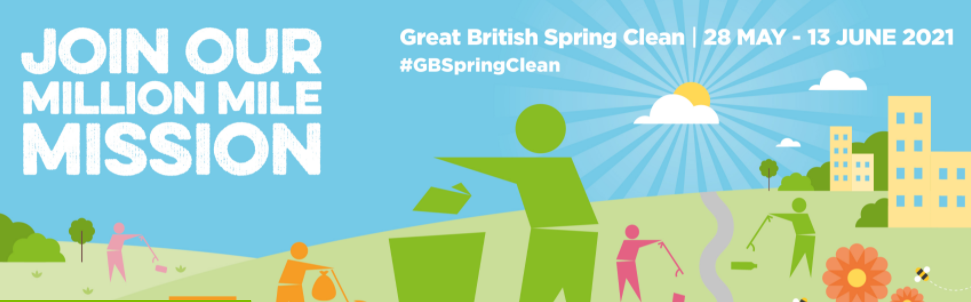 JOIN OUR
MILLION MILE
MISSION
Great British Spring Clean | 28 MAY - 13 JUNE 2021
#GBSpringClean